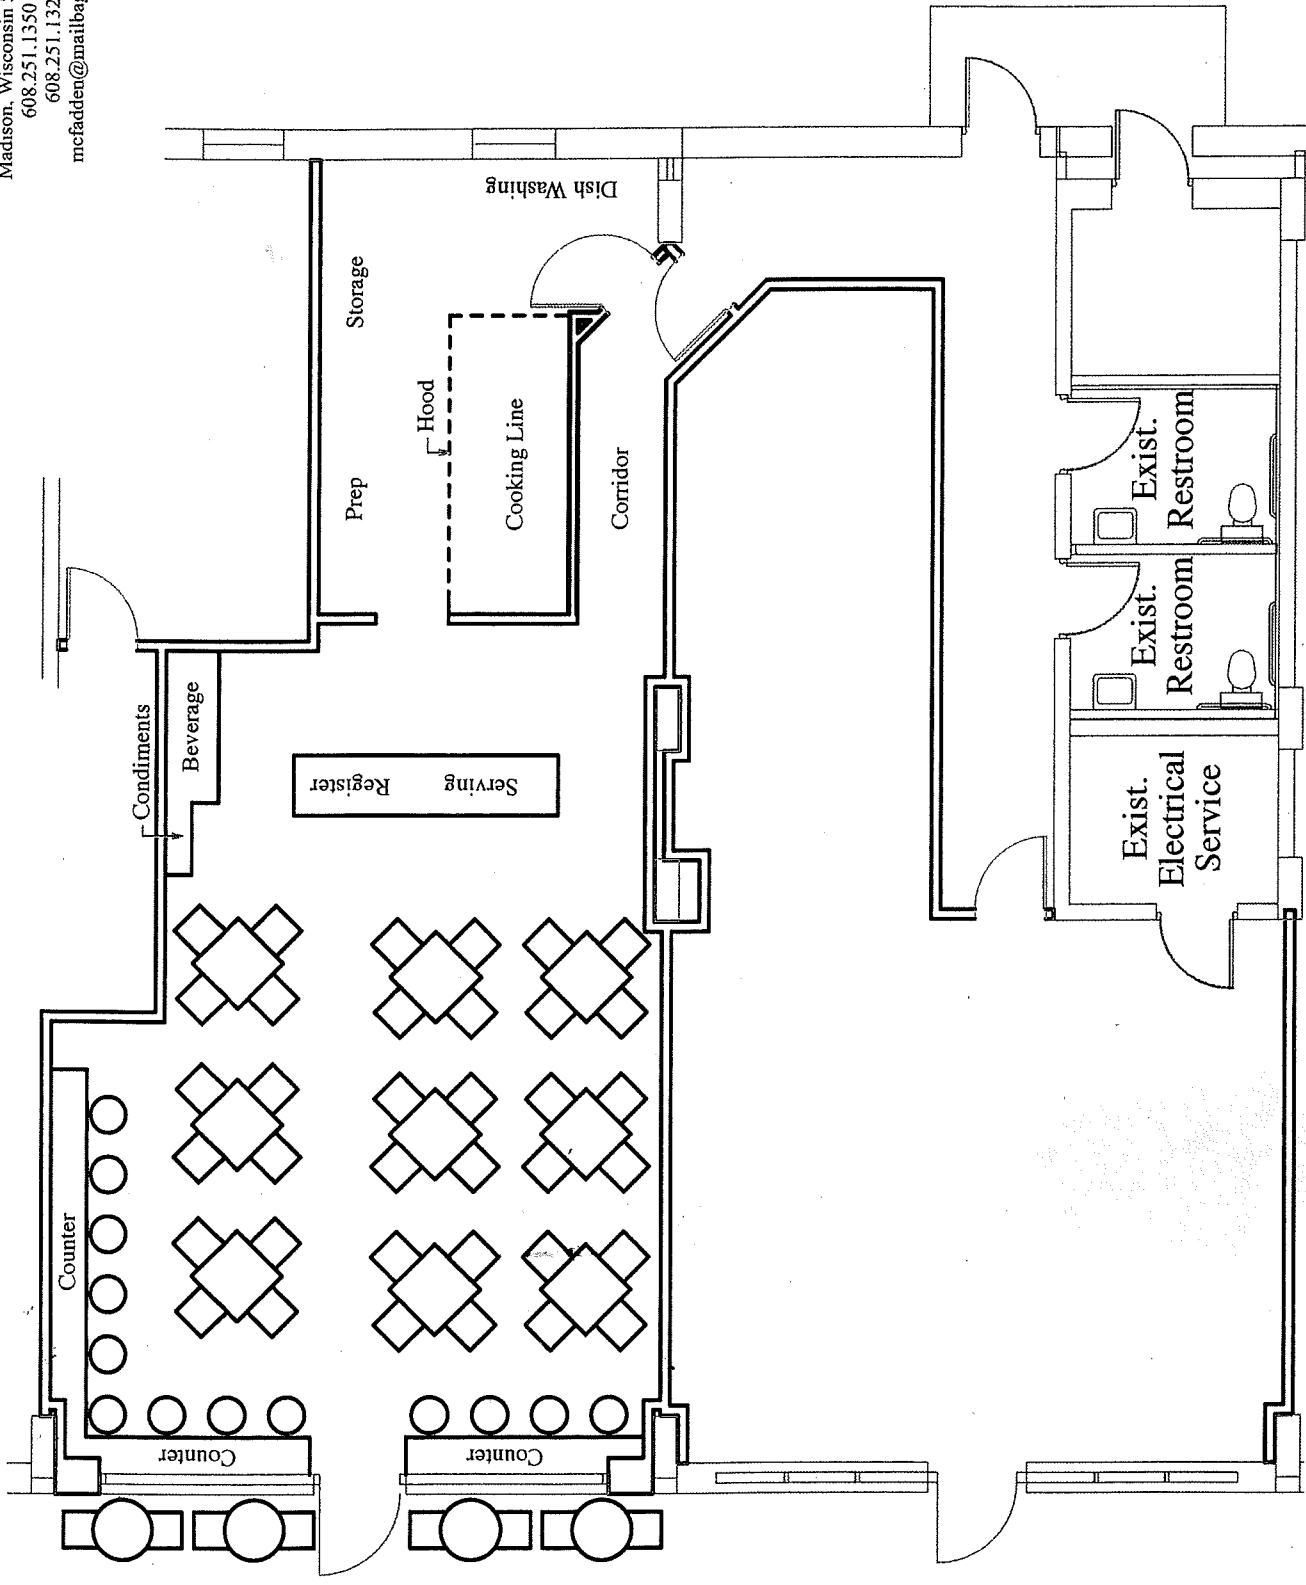 Madison, Wisconsin
608.251.1350
608.251.132
mcfadden@mailbag
Dish Washing
Storage
Prep
Hood
Cooking Line
Corridor
Condiments
Beverage
Register
Serving
Counter
Counter
Counter
Exist.
Restroom
Exist.
Restroom
Exist.
Electrical
Service